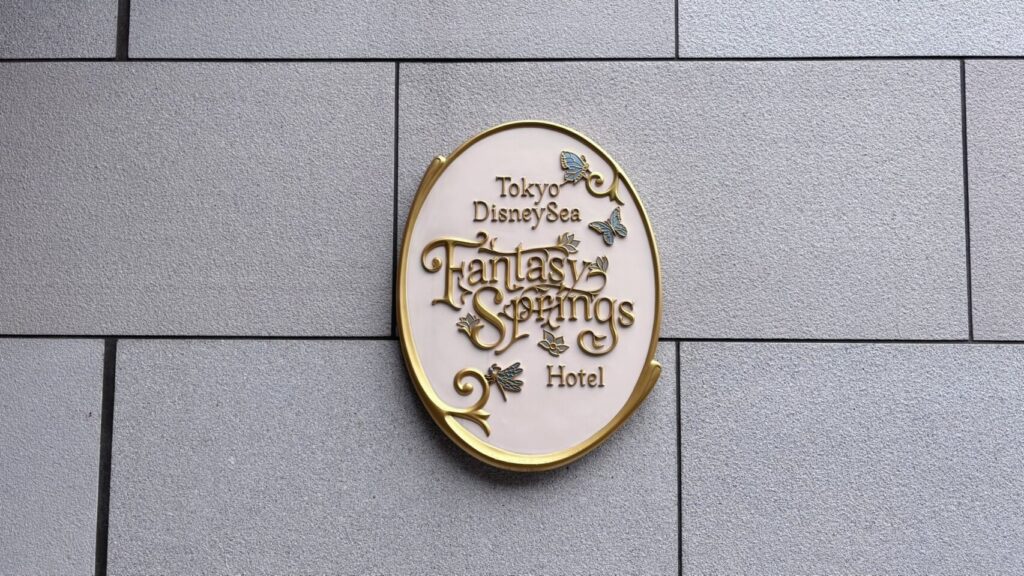 Tokyo
DisneySea
Fantasy
Springs
Hotel